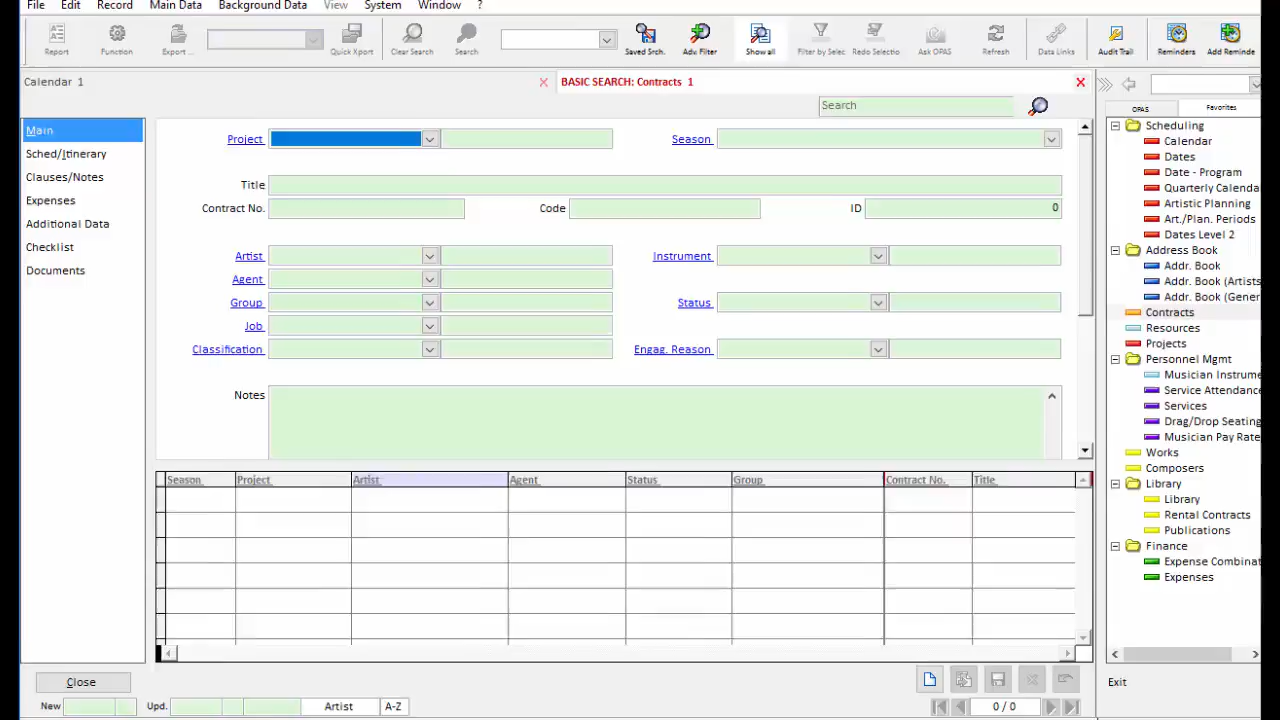 File Edit Record Main Data Background Data View System Window ?
Report Function Export ... Quick Xport Clear Search Search Saved Srch. Adv Filter Show all Filter by Selec Redo Selectio Ask OPAS Refresh Data Links Audit Trail Reminders Add Reminde
Calendar 1 BASIC SEARCH: Contracts 1
Search
OPAS Favorites
Main
Sched/Itinerary
Clauses/Notes
Expenses
Additional Data
Checklist
Documents
Project Season
Title
Contract No. Code ID 0
Artist Instrument
Agent
Group Status
Job
Classification Engag. Reason
Notes
Season Project Artist Agent Status Group Contract No. Title
Scheduling
Calendar
Dates
Date - Program
Quarterly Calenda
Artistic Planning
Art./Plan. Periods
Dates Level 2
Address Book
Addr. Book
Addr. Book (Artists
Addr. Book (Gener
Contracts
Resources
Projects
Personnel Mgmt
Musician Instrume
Service Attendanc
Services
Drag/Drop Seating
Musician Pay Rate
Works
Composers
Library
Library
Rental Contracts
Publications
Finance
Expense Combinat
Expenses
Close Exit
New Upd. Artist A-Z 0 / 0